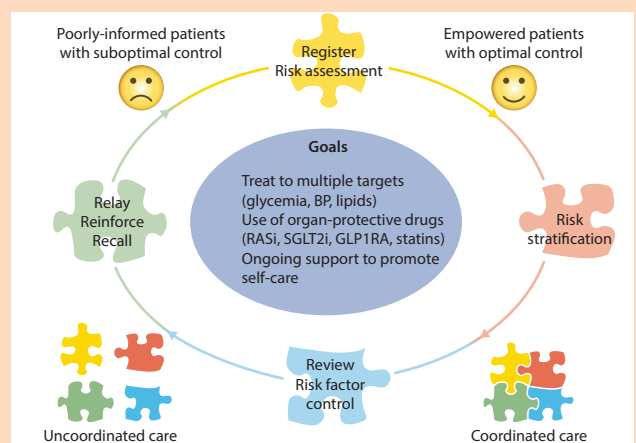 Poorly-informed patients
with suboptimal control
Register
Risk assessment
Empowered patients
with optimal control
Goals
Treat to multiple targets
(glycemia, BP, lipids)
Use of organ-protective drugs
(RASi, SGLT2i, GLP1RA, statins)
Ongoing support to promote
self-care
Relay
Reinforce
Recall
Risk
stratification
Review
Risk factor
control
Uncoordinated care
Coordinated care